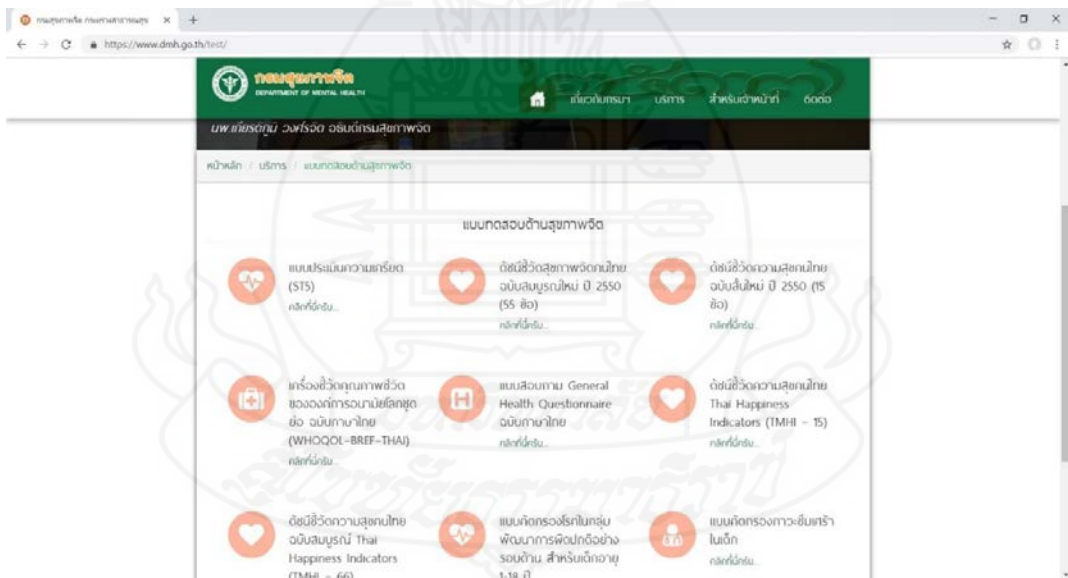 กรมสุขภาพจิต กระทรวงสาธารณสุข
https://www.dmh.go.th/test/
กรมสุขภาพจิต
DEPARTMENT OF MENTAL HEALTH
เกี่ยวกับกรมฯ บริการ สำหรับเจ้าหน้าที่ ติดต่อ
นพ.เกียรติภูมิ วงศ์รจิต อธิบดีกรมสุขภาพจิต
หน้าหลัก / บริการ / แบบทดสอบด้านสุขภาพจิต
แบบทดสอบด้านสุขภาพจิต
แบบประเมินความเครียด
(ST5)
คลิกที่นี่ครับ...
ดัชนีชี้วัดสุขภาพจิตคนไทย
ฉบับสมบูรณ์ใหม่ ปี 2550
(55 ข้อ)
คลิกที่นี่ครับ...
ดัชนีชี้วัดความสุขคนไทย
ฉบับสั้นใหม่ ปี 2550 (15
ข้อ)
คลิกที่นี่ครับ...
เครื่องชี้วัดคุณภาพชีวิต
ขององค์การอนามัยโลกชุด
ย่อ ฉบับภาษาไทย
(WHOQOL-BREF-THAI)
คลิกที่นี่ครับ...
แบบสอบถาม General
Health Questionnaire
ฉบับภาษาไทย
คลิกที่นี่ครับ...
ดัชนีชี้วัดความสุขคนไทย
Thai Happiness
Indicators (TMHI - 15)
คลิกที่นี่ครับ...
ดัชนีชี้วัดความสุขคนไทย
ฉบับสมบูรณ์ Thai
Happiness Indicators
(TMHI - 66)
แบบคัดกรองโรคในกลุ่ม
พัฒนาการผิดปกติอย่าง
รอบด้าน สำหรับเด็กอายุ
1-18 ปี
แบบคัดกรองภาวะซึมเศร้า
ในเด็ก
คลิกที่นี่ครับ...